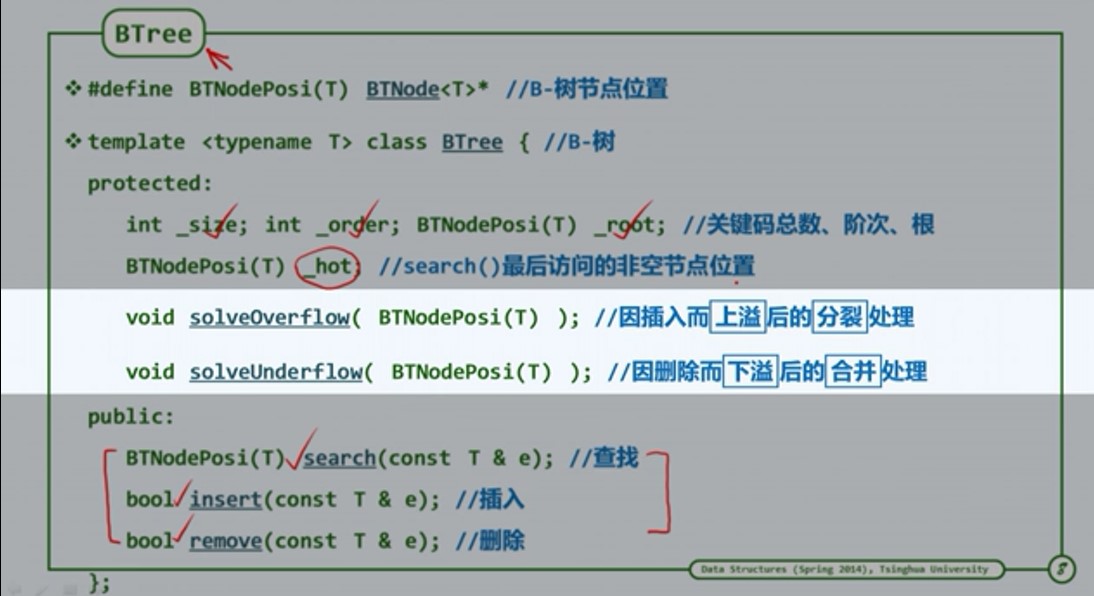 BTree
❖ #define BTNodePosi(T) BTNode<T>* //B-树节点位置
❖ template <typename T> class BTree { //B-树
protected:
int _size; int _order; BTNodePosi(T) _root; //关键码总数、阶次、根
BTNodePosi(T) _hot; //search()最后访问的非空节点位置
void solveOverflow( BTNodePosi(T) ); //因插入而上溢后的分裂处理
void solveUnderflow( BTNodePosi(T) ); //因删除而下溢后的合并处理
public:
BTNodePosi(T) search(const T & e); //查找
bool insert(const T & e); //插入
bool remove(const T & e); //删除
};
Data Structures (Spring 2014), Tsinghua University
8